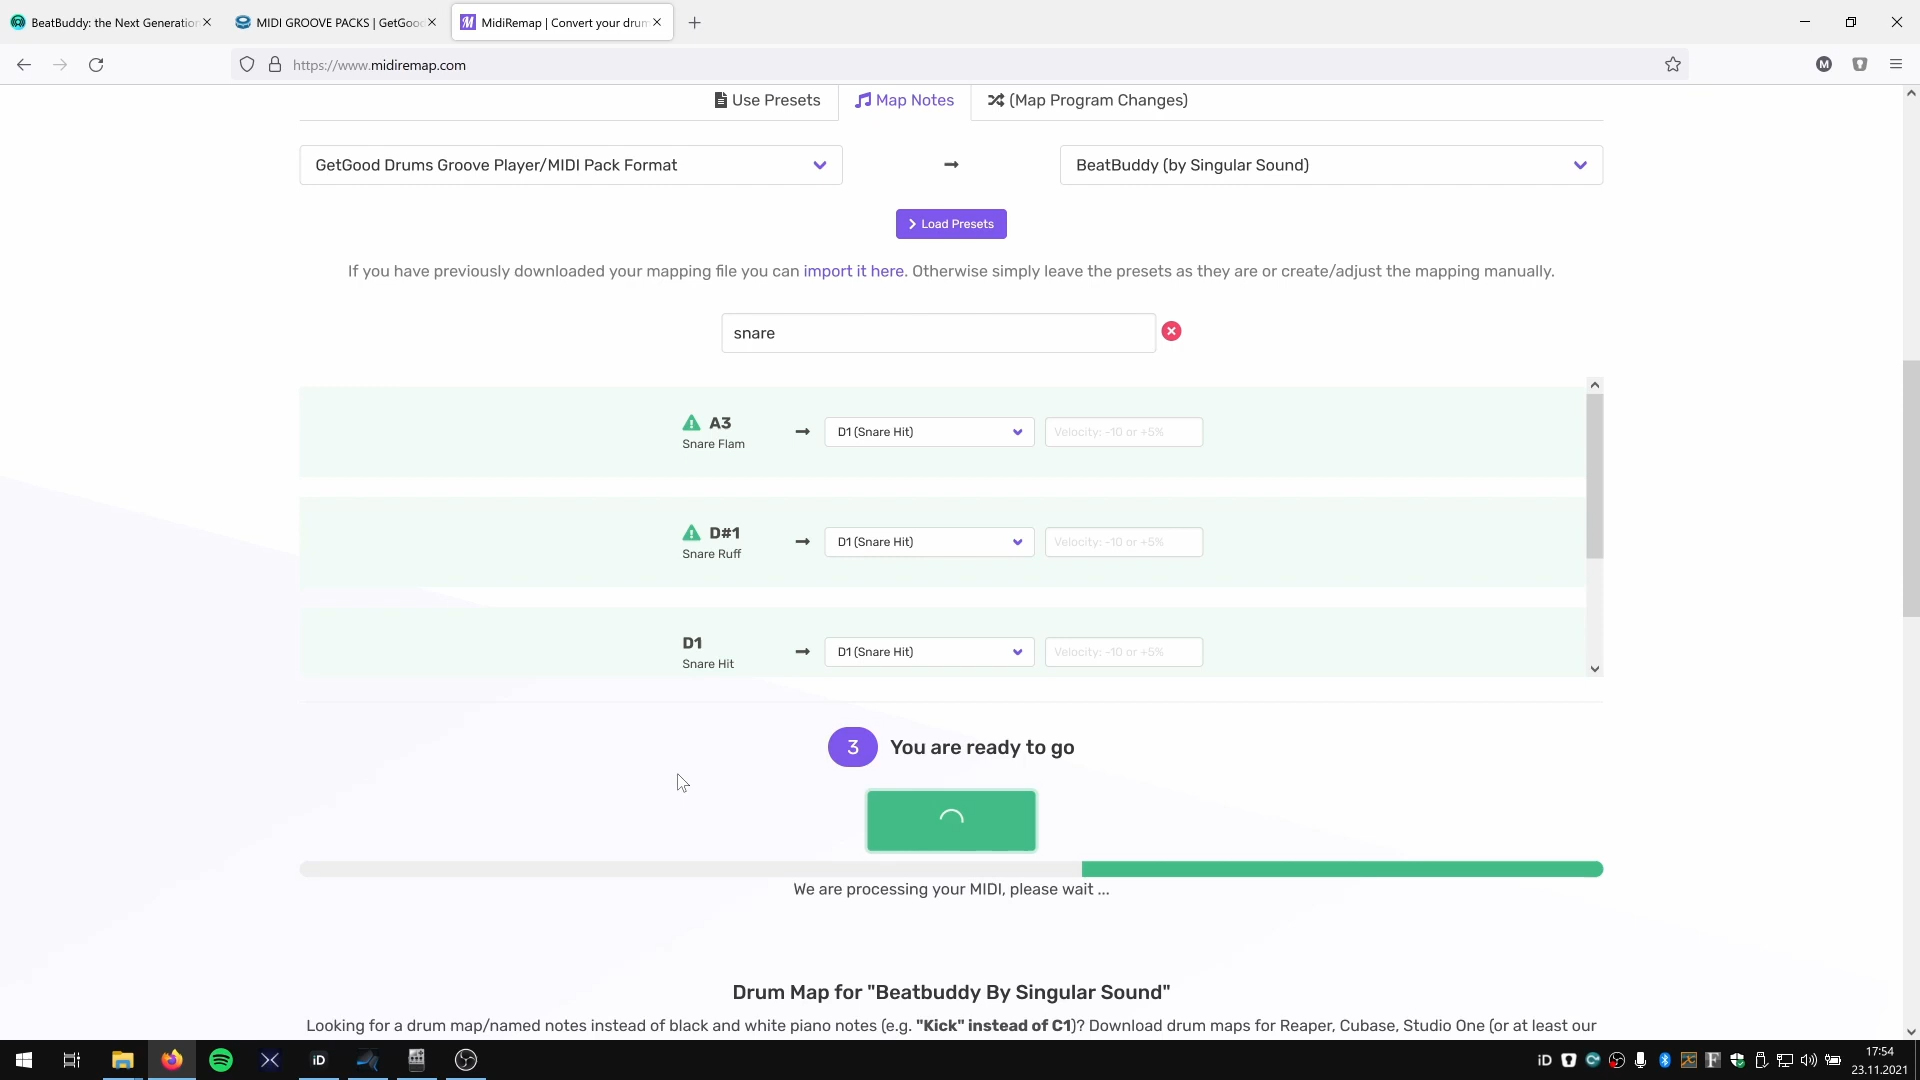 BeatBuddy: the Next Generation
MIDI GROOVE PACKS | GetGood
MidiRemap | Convert your drum
https://www.midiremap.com
Use Presets
Map Notes
(Map Program Changes)
GetGood Drums Groove Player/MIDI Pack Format
BeatBuddy (by Singular Sound)
Load Presets
If you have previously downloaded your mapping file you can import it here. Otherwise simply leave the presets as they are or create/adjust the mapping manually.
snare
A3
Snare Flam
D1 (Snare Hit)
Velocity: -10 or +5%
D#1
Snare Ruff
D1 (Snare Hit)
Velocity: -10 or +5%
D1
Snare Hit
D1 (Snare Hit)
Velocity: -10 or +5%
3 You are ready to go
We are processing your MIDI, please wait ...
Drum Map for "Beatbuddy By Singular Sound"
Looking for a drum map/named notes instead of black and white piano notes (e.g. "Kick" instead of C1)? Download drum maps for Reaper, Cubase, Studio One (or at least our
17:54
23.11.2021